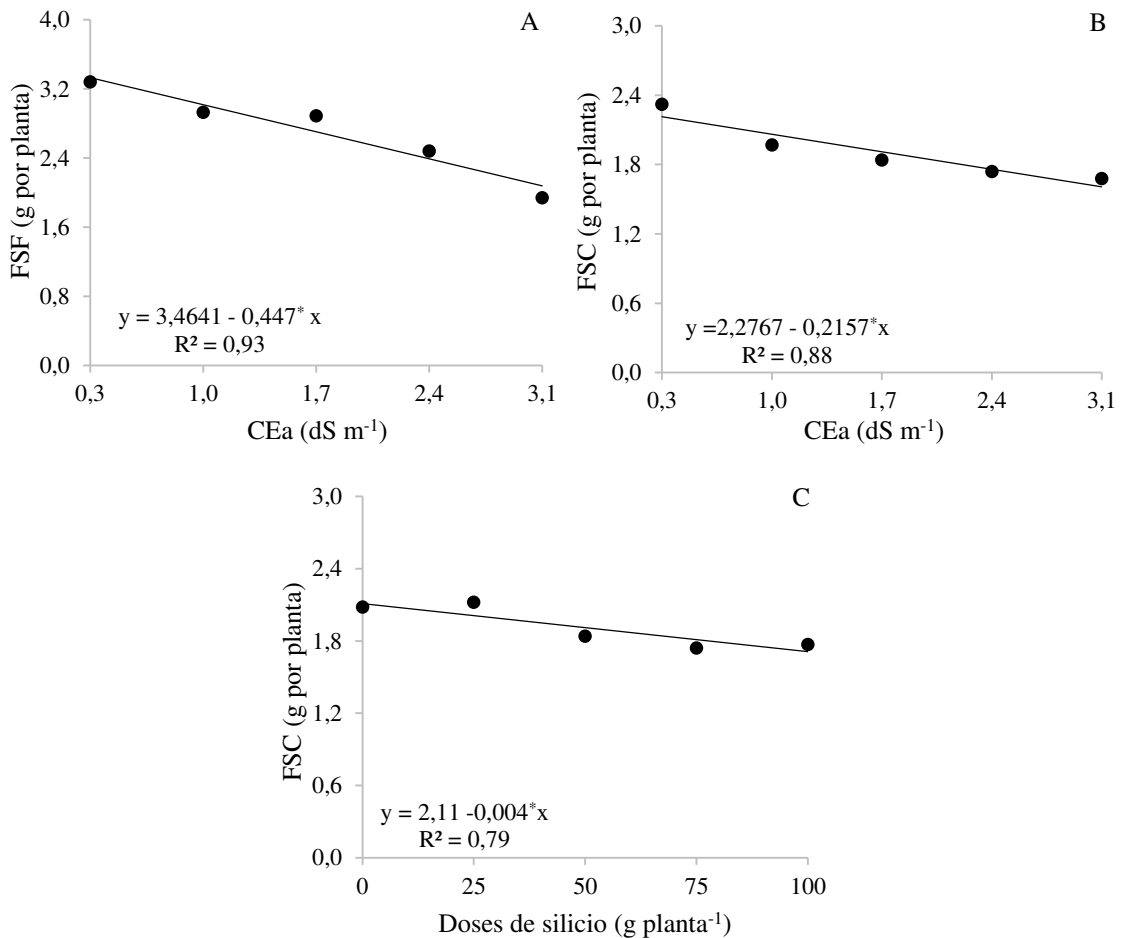 A
FSF (g por planta)
4,0
3,2
2,4
1,6
0,8
0,0
y = 3,4641 - 0,447* x
R² = 0,93
0,3 1,0 1,7 2,4 3,1
CEa (dS m⁻¹)
B
FSC (g por planta)
3,0
2,4
1,8
1,2
0,6
0,0
y =2,2767 - 0,2157*x
R² = 0,88
0,3 1,0 1,7 2,4 3,1
CEa (dS m⁻¹)
C
FSC (g por planta)
3,0
2,4
1,8
1,2
0,6
0,0
y = 2,11 -0,004*x
R² = 0,79
0 25 50 75 100
Doses de silicio (g planta⁻¹)